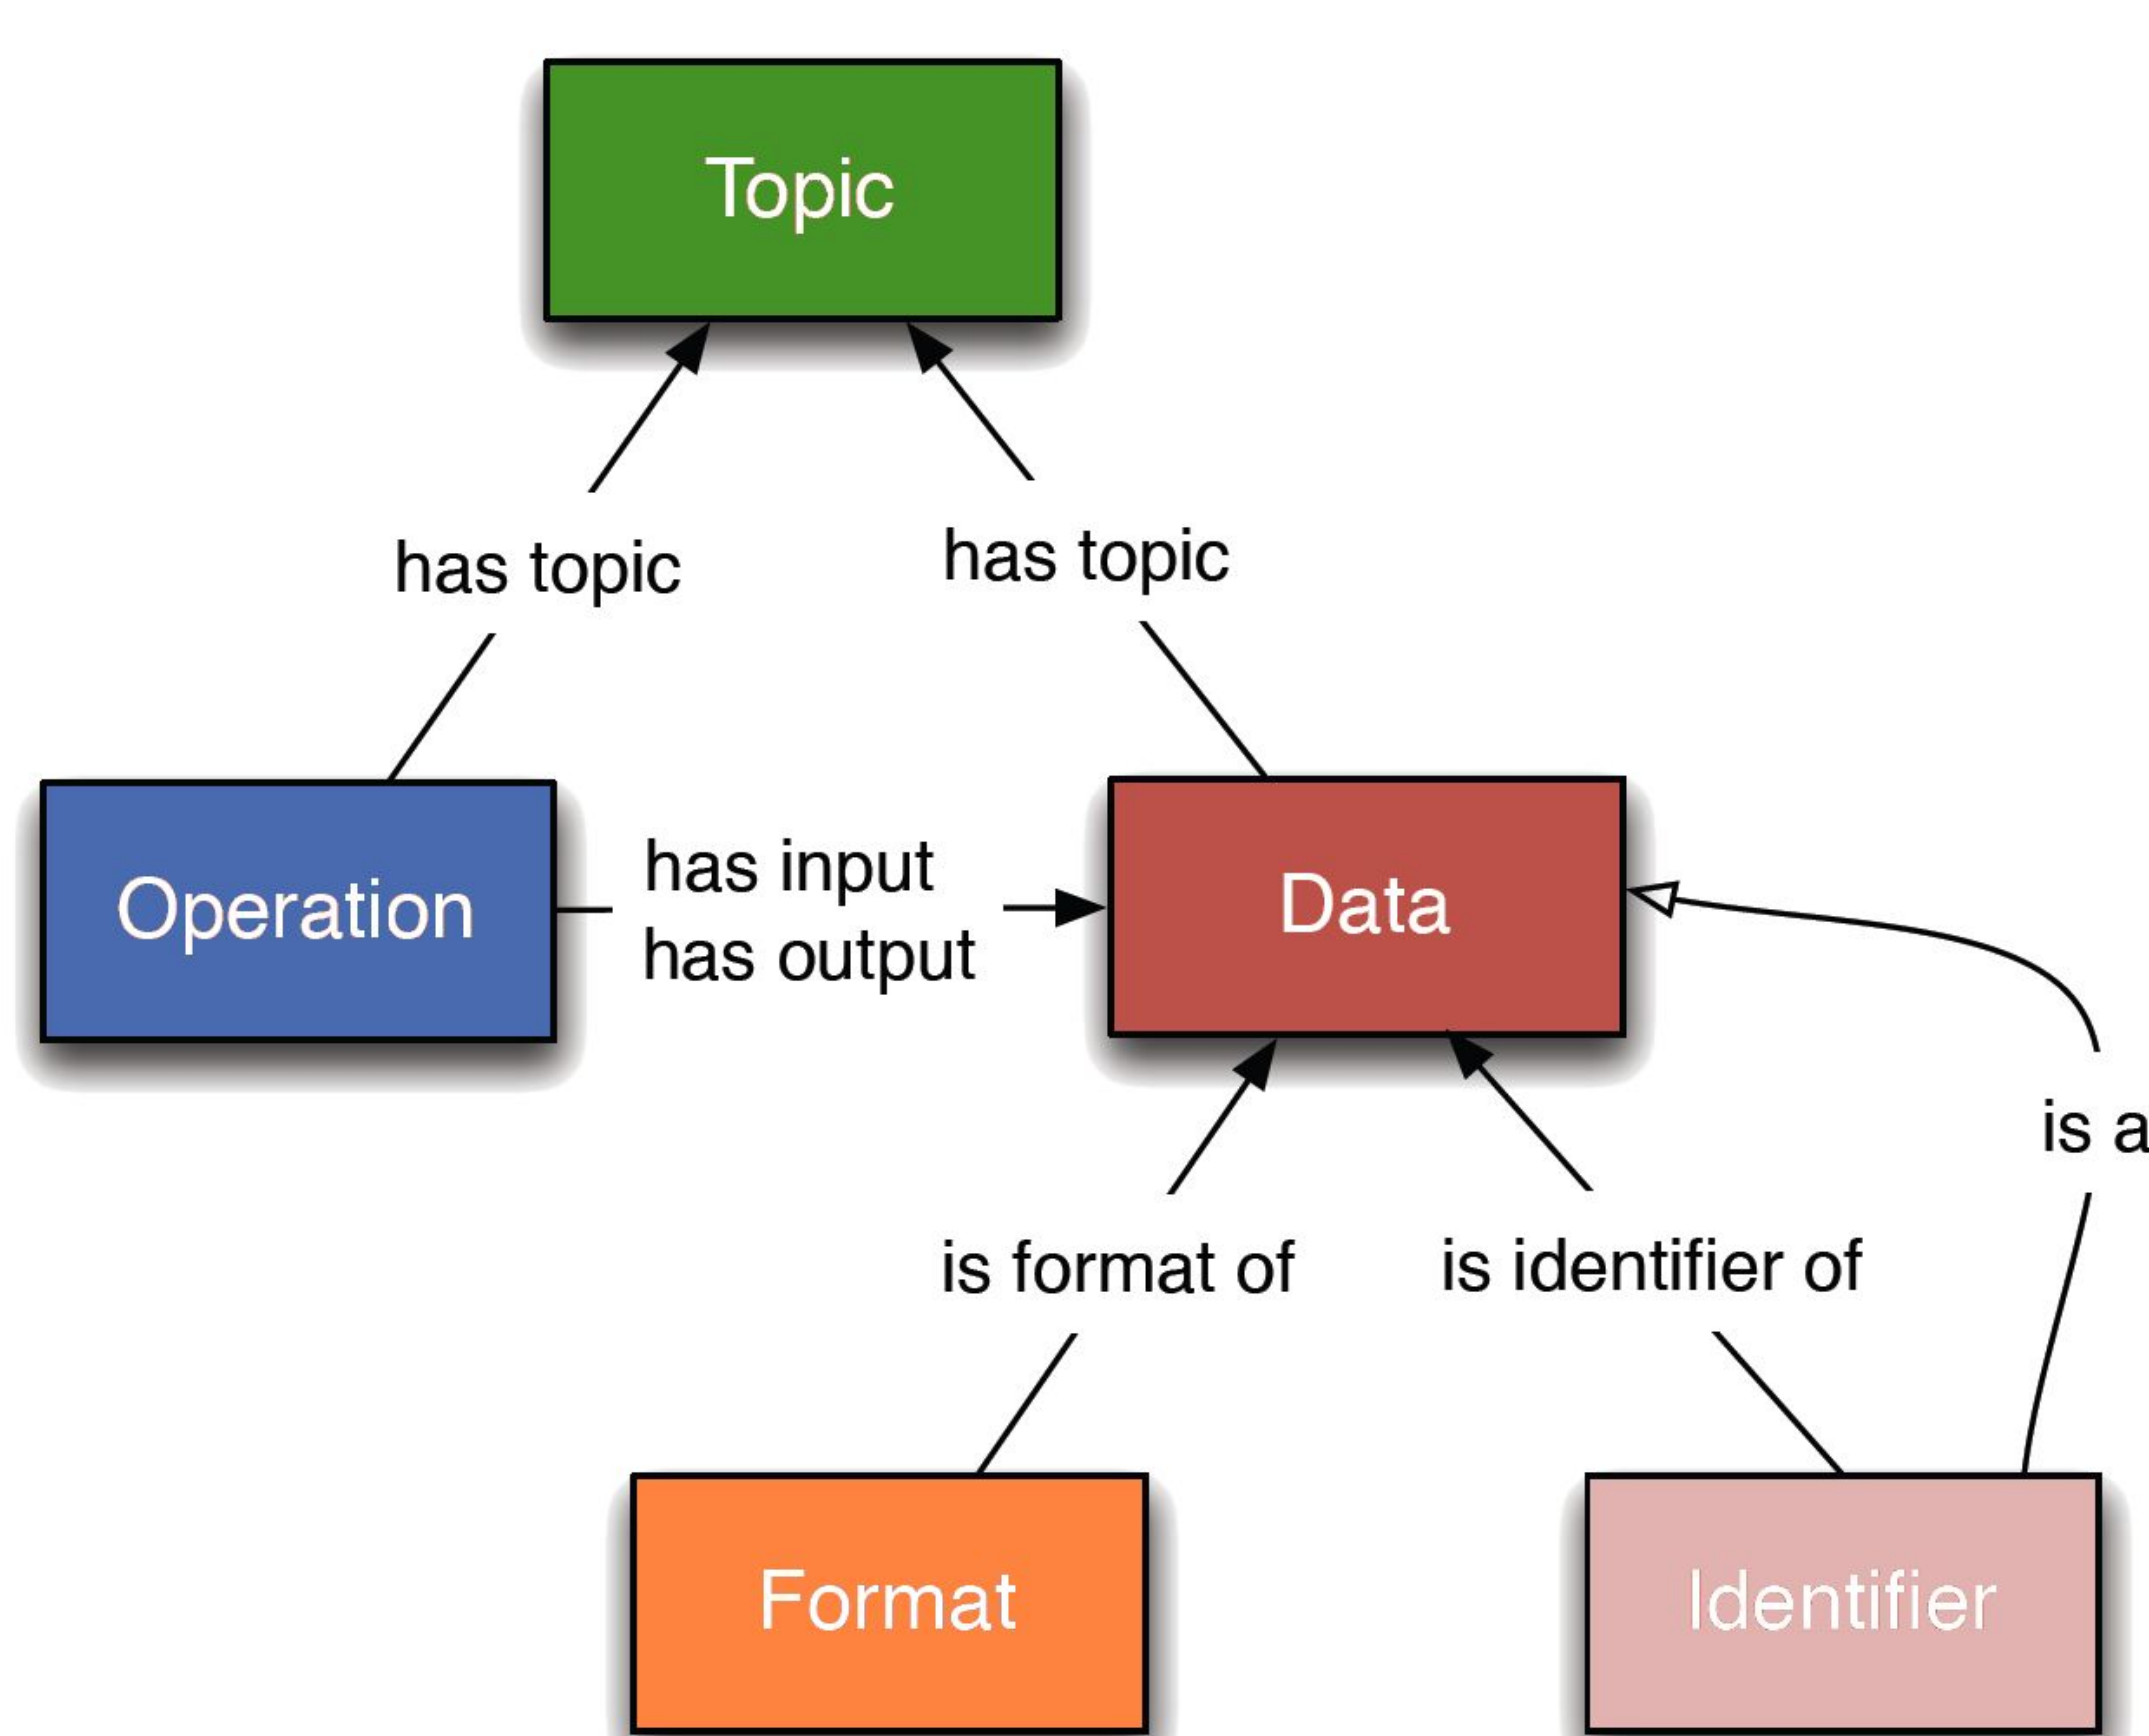 Topic
has topic
has topic
Operation
has input
has output
Data
is a
is format of
is identifier of
Format
Identifier